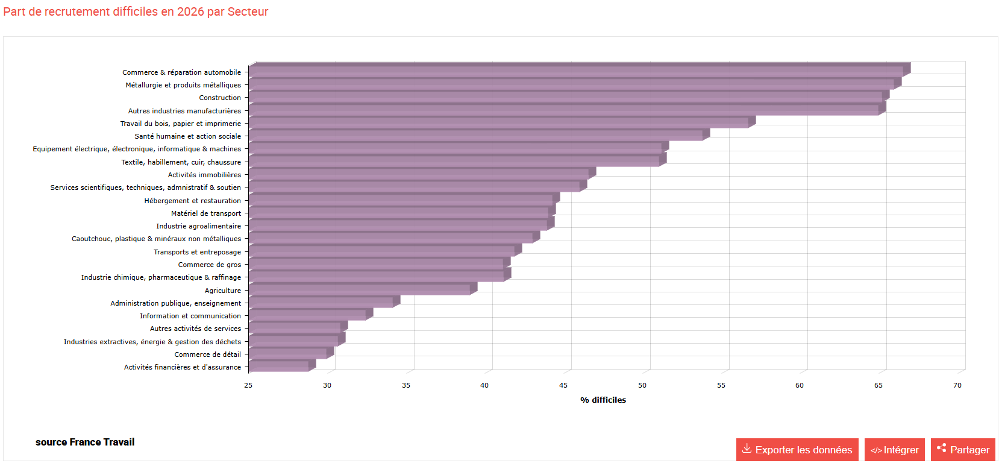 Part de recrutement difficiles en 2026 par Secteur
Commerce & réparation automobile
Métallurgie et produits métalliques
Construction
Autres industries manufacturières
Travail du bois, papier et imprimerie
Santé humaine et action sociale
Equipement électrique, électronique, informatique & machines
Textile, habillement, cuir, chaussure
Activités immobilières
Services scientifiques, techniques, admnistratif & soutien
Hébergement et restauration
Matériel de transport
Industrie agroalimentaire
Caoutchouc, plastique & minéraux non métalliques
Transports et entreposage
Commerce de gros
Industrie chimique, pharmaceutique & raffinage
Agriculture
Administration publique, enseignement
Information et communication
Autres activités de services
Industries extractives, énergie & gestion des déchets
Commerce de détail
Activités financières et d'assurance
25 30 35 40 45 50 55 60 65 70
% difficiles
source France Travail
Exporter les données </> Intégrer Partager